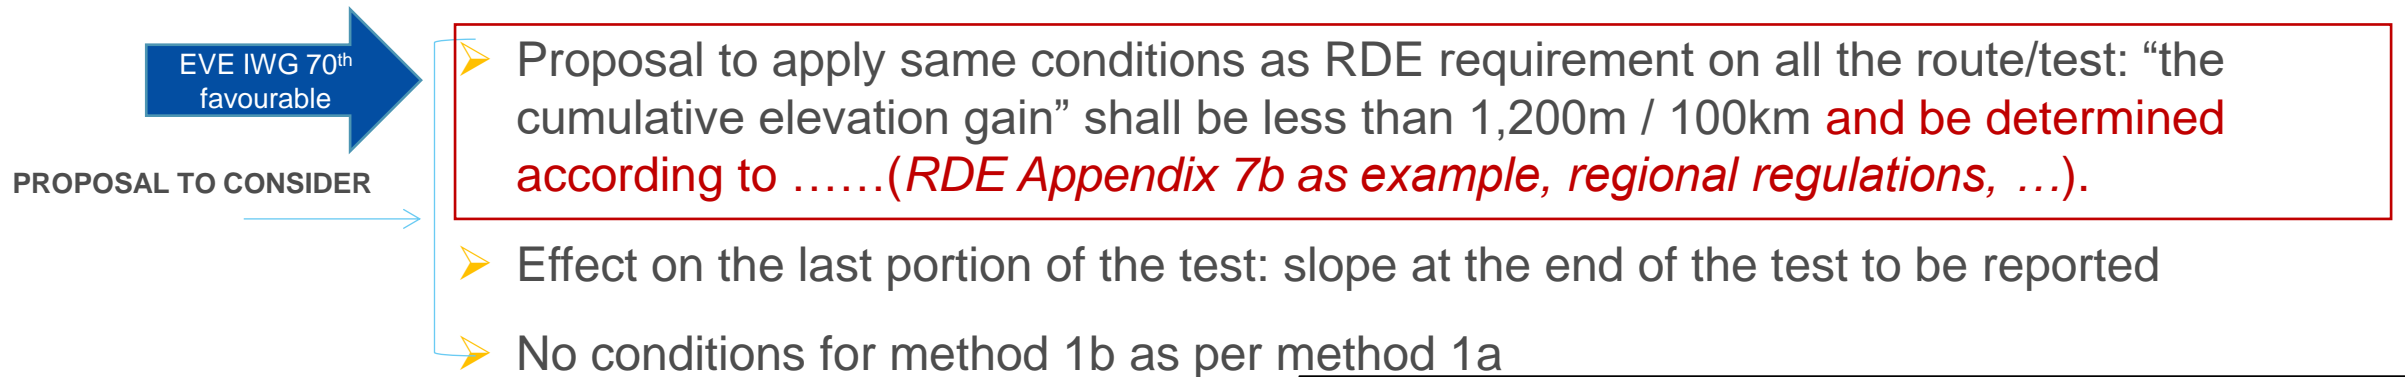 EVE IWG 70th
favourable
PROPOSAL TO CONSIDER
Proposal to apply same conditions as RDE requirement on all the route/test: “the
cumulative elevation gain” shall be less than 1,200m / 100km and be determined
according to ……(RDE Appendix 7b as example, regional regulations, …).
Effect on the last portion of the test: slope at the end of the test to be reported
No conditions for method 1b as per method 1a